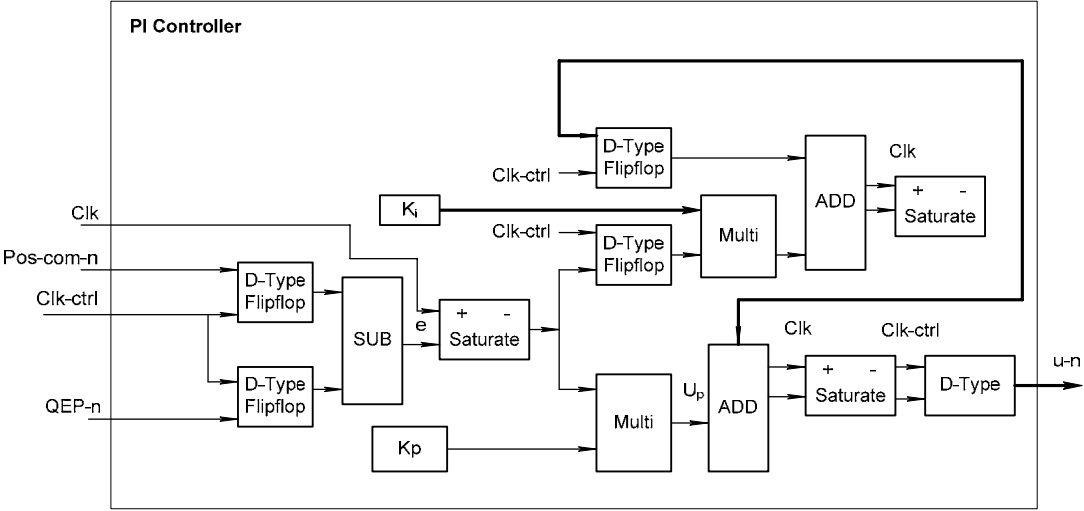 PI Controller
D-Type
Flipflop
Clk-ctrl
Clk
ADD
+ -
Saturate
Ki
Clk-ctrl
D-Type
Flipflop
Multi
Clk
Pos-com-n
Clk-ctrl
QEP-n
D-Type
Flipflop
D-Type
Flipflop
SUB
e
+ -
Saturate
Kp
Multi
Up
ADD
Clk
+ -
Saturate
Clk-ctrl
D-Type
u-n